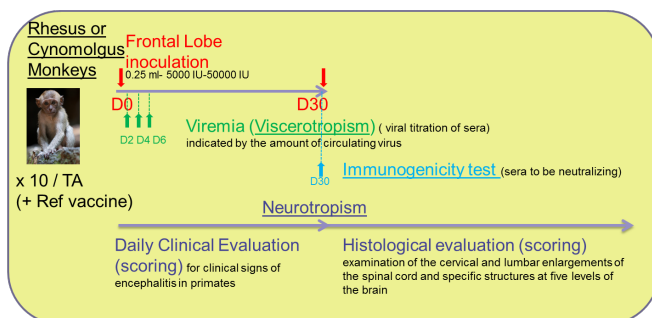 Rhesus or
Cynomolgus
Monkeys
Frontal Lobe
inoculation
0.25 ml- 5000 IU-50000 IU
D0
D30
D2 D4 D6
Viremia (Viscerotropism) ( viral titration of sera)
indicated by the amount of circulating virus
D30
Immunogenicity test (sera to be neutralizing)
x 10 / TA
(+ Ref vaccine)
Neurotropism
Daily Clinical Evaluation
(scoring) for clinical signs of
encephalitis in primates
Histological evaluation (scoring)
examination of the cervical and lumbar enlargements of
the spinal cord and specific structures at five levels of
the brain